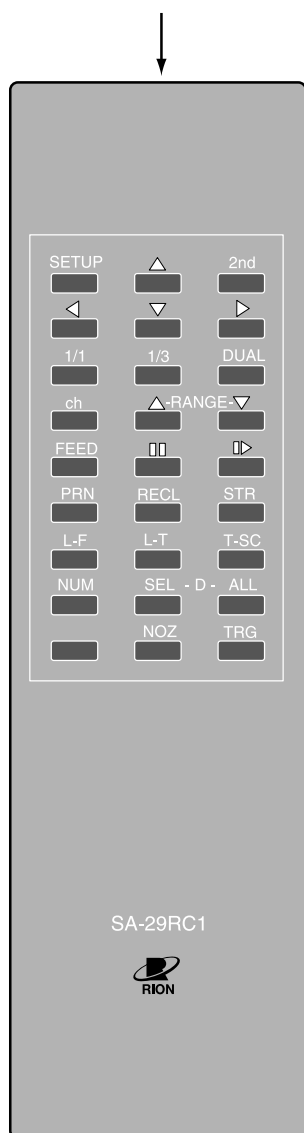 SETUP △ 2nd
◁ ▽ ▷
1/1 1/3 DUAL
ch △-RANGE-▽
FEED
PRN RECL STR
L-F L-T T-SC
NUM SEL - D - ALL
NOZ TRG
SA-29RC1
RION